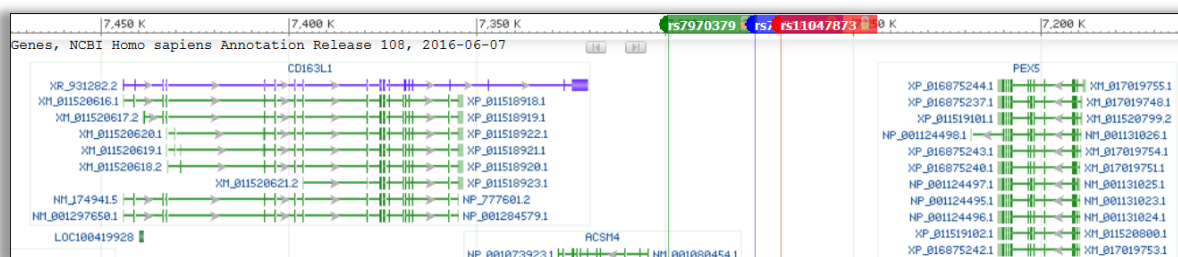 7,450 K 7,400 K 7,350 K rs7970379 rs7 rs11047873 50 K 7,200 K
Genes, NCBI Homo sapiens Annotation Release 108, 2016-06-07
CD163L1 PEX5
XR_931282.2 XP_016875244.1 XM_017019755.1
XM_011520616.1 XP_011518918.1 XP_016875237.1 XM_017019748.1
XM_011520617.2 XP_011518919.1 XP_011519101.1 XM_011520799.2
XM_011520620.1 XP_011518922.1 NP_001124498.1 NM_001131026.1
XM_011520619.1 XP_011518921.1 XP_016875243.1 XM_017019754.1
XM_011520618.2 XP_011518920.1 XP_016875240.1 XM_017019751.1
XM_011520621.2 XP_011518923.1 NP_001124497.1 NM_001131025.1
NM_174941.5 NP_777601.2 NP_001124495.1 NM_001131023.1
NM_001297650.1 NP_001284579.1 NP_001124496.1 NM_001131024.1
LOC100419928 ACSM4 XP_011519102.1 XM_011520800.1
NP_001073923.1 NM_001080454.1 XP_016875242.1 XM_017019753.1